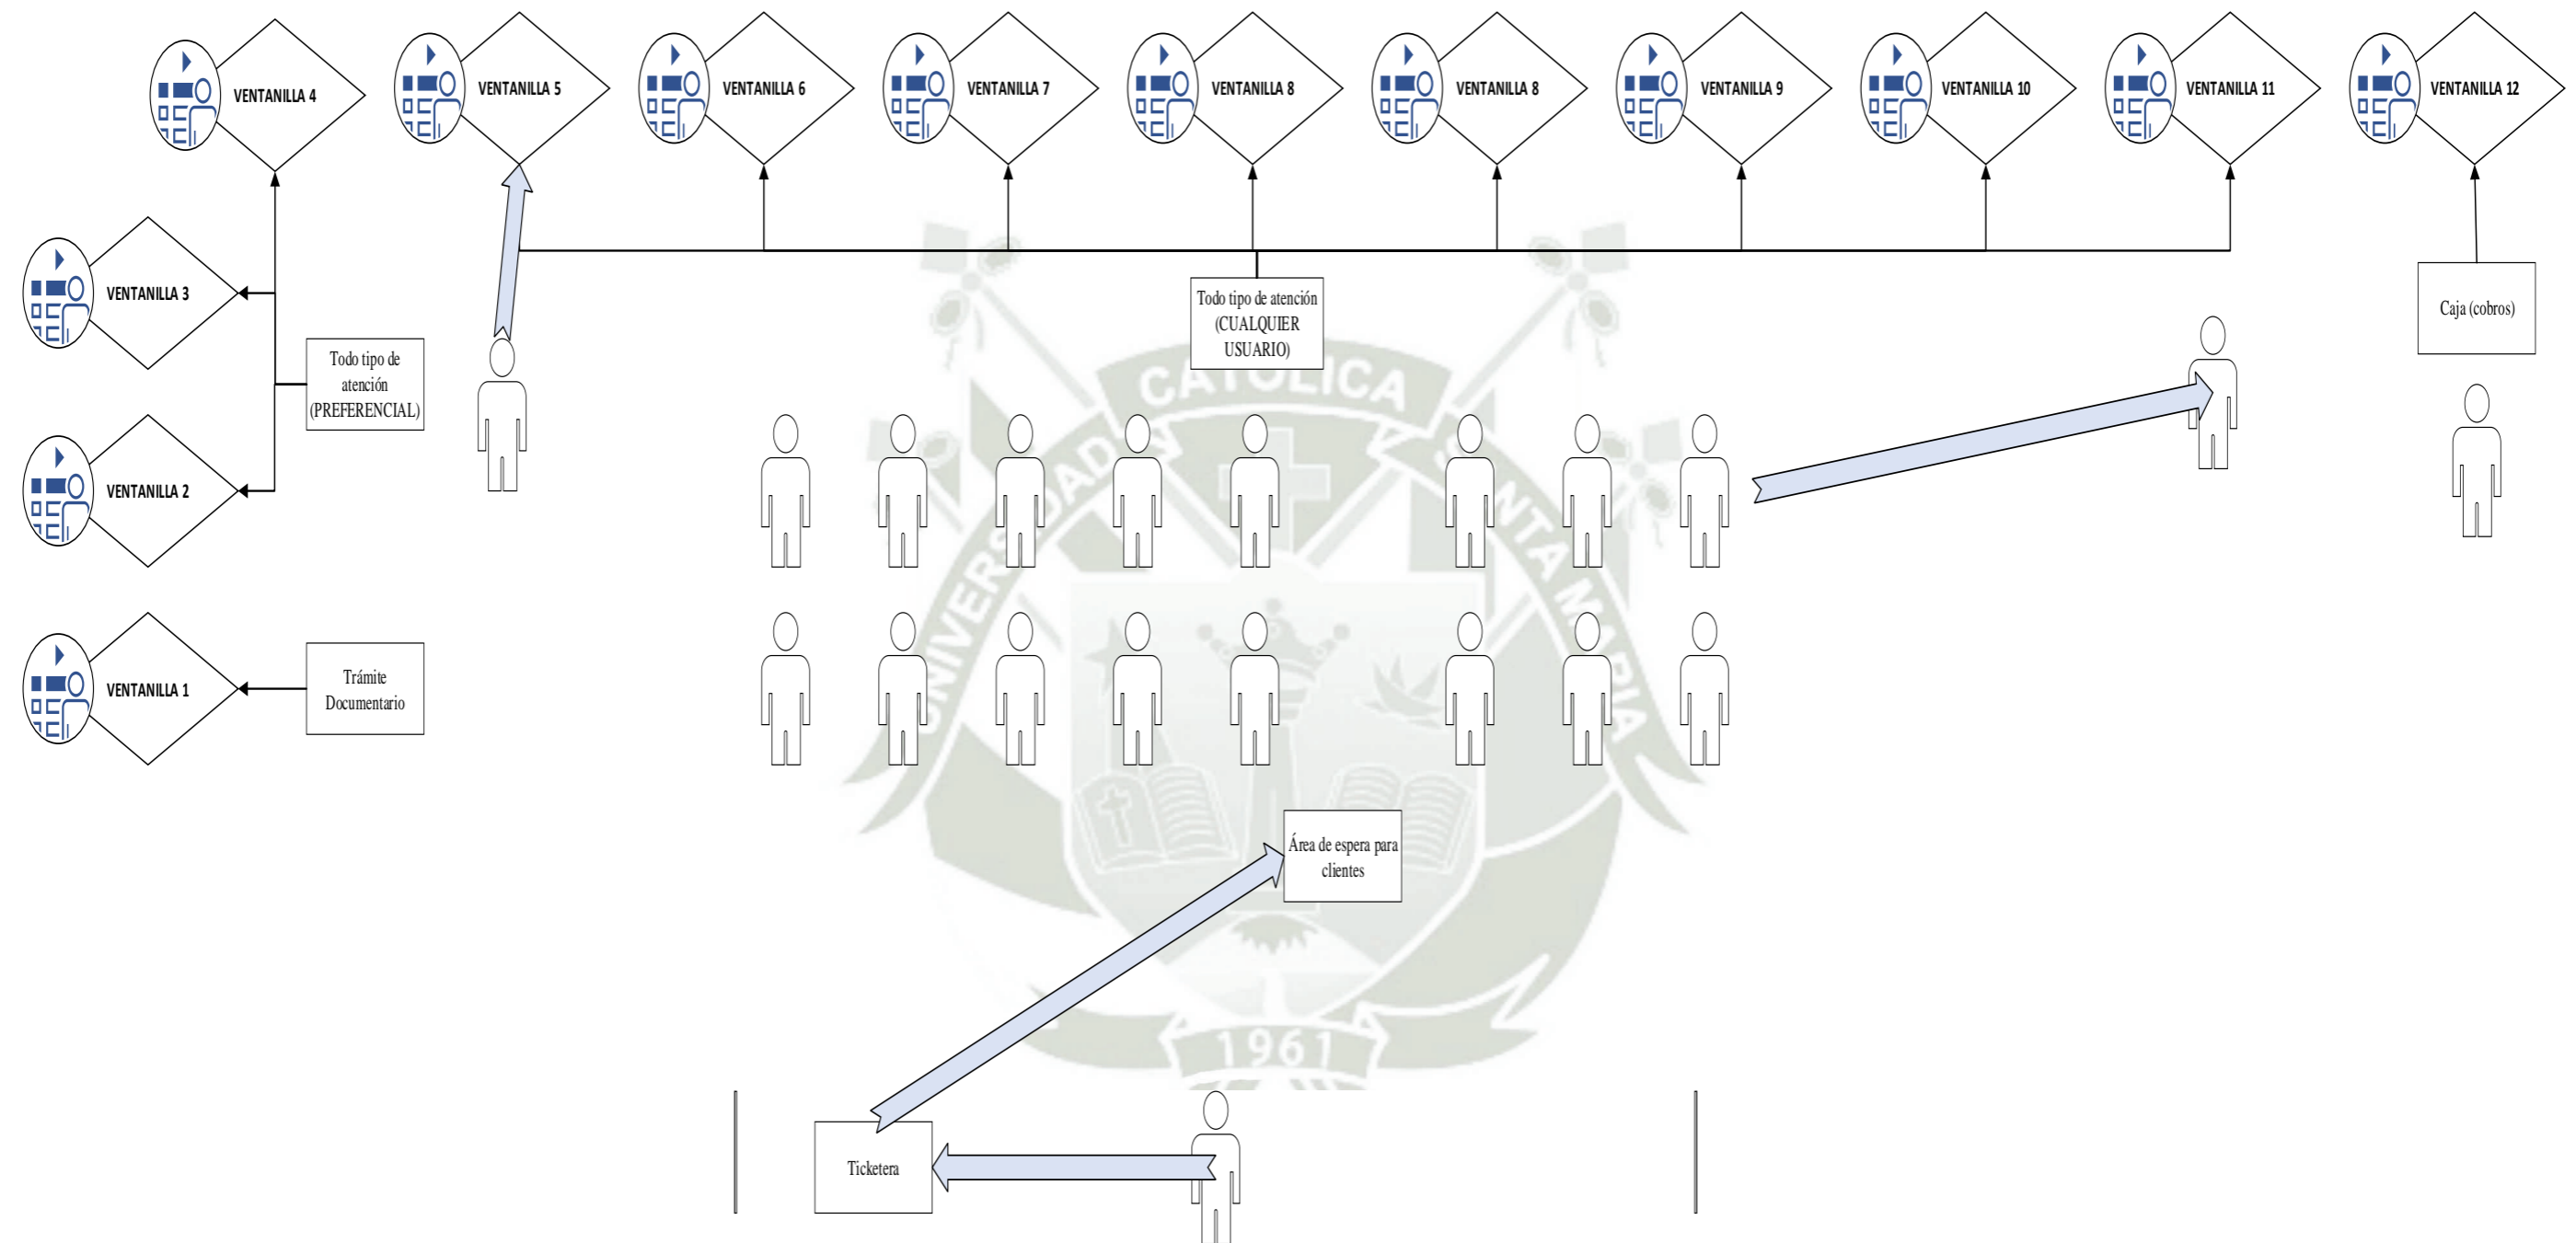 VENTANILLA 4
VENTANILLA 5
VENTANILLA 6
VENTANILLA 7
VENTANILLA 8
VENTANILLA 8
VENTANILLA 9
VENTANILLA 10
VENTANILLA 11
VENTANILLA 12
VENTANILLA 3
Todo tipo de atención
(CUALQUIER
USUARIO)
Caja (cobros)
Todo tipo de
atención
(PREFERENCIAL)
VENTANILLA 2
VENTANILLA 1
Trámite
Documentario
UNIVERSIDAD CATOLICA SANTA MARIA
Área de espera para
clientes
1961
Ticketera